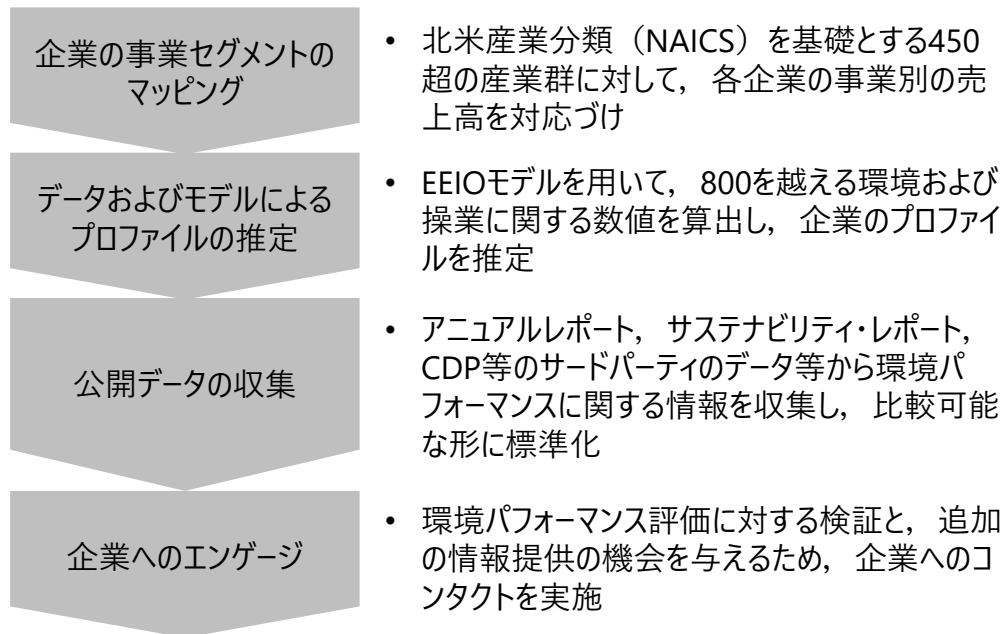 企業の事業セグメントの
マッピング
• 北米産業分類（NAICS）を基礎とする450
超の産業群に対して，各企業の事業別の売
上高を対応づけ
データおよびモデルによる
プロファイルの推定
• EEIOモデルを用いて，800を越える環境および
操業に関する数値を算出し，企業のプロファイ
ルを推定
公開データの収集
• アニュアルレポート，サステナビリティ・レポート，
CDP等のサードパーティのデータ等から環境パ
フォーマンスに関する情報を収集し，比較可能
な形に標準化
企業へのエンゲージ
• 環境パフォーマンス評価に対する検証と，追加
の情報提供の機会を与えるため，企業へのコ
ンタクトを実施